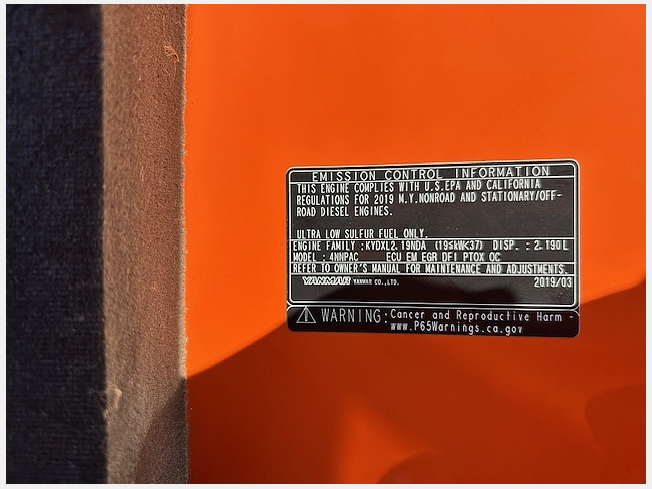 EMISSION CONTROL INFORMATION
THIS ENGINE COMPLIES WITH U.S.EPA AND CALIFORNIA
REGULATIONS FOR 2019 M.Y.NONROAD AND STATIONARY/OFF-
ROAD DIESEL ENGINES.
ULTRA LOW SULFUR FUEL ONLY.
ENGINE FAMILY :KYDXL2.19NDA (19≤kW<37) DISP. : 2.190L
MODEL : 4NNPAC ECU EM EGR DFI PTOX OC
REFER TO OWNER'S MANUAL FOR MAINTENANCE AND ADJUSTMENTS.
YANMAR YANMAR CO.,LTD. 2019/03
WARNING:Cancer and Reproductive Harm -
www.P65Warnings.ca.gov